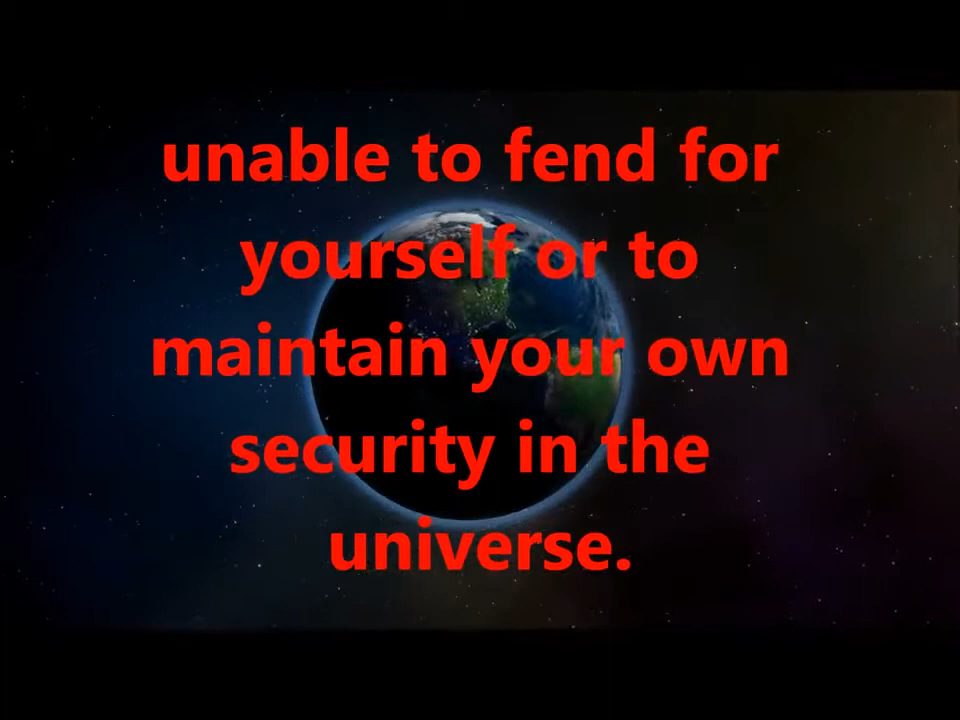 unable to fend for
yourself or to
maintain your own
security in the
universe.